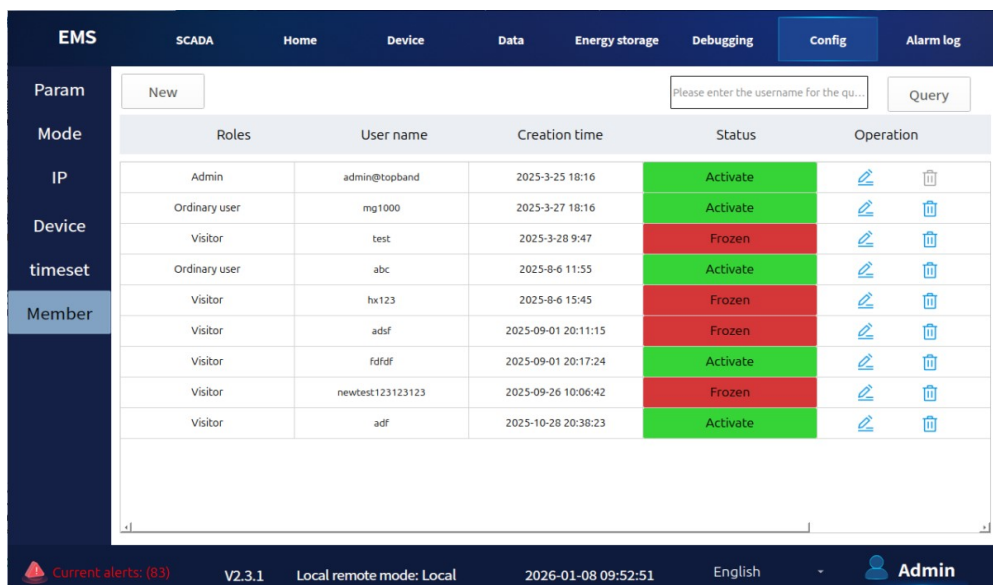 EMS SCADA Home Device Data Energy storage Debugging Config Alarm log
Param
Mode
IP
Device
timeset
Member
New Please enter the username for the qu... Query
Roles User name Creation time Status Operation
Admin admin@topband 2025-3-25 18:16 Activate
Ordinary user mg1000 2025-3-27 18:16 Activate
Visitor test 2025-3-28 9:47 Frozen
Ordinary user abc 2025-8-6 11:55 Activate
Visitor hx123 2025-8-6 15:45 Frozen
Visitor adsf 2025-09-01 20:11:15 Frozen
Visitor fdfdf 2025-09-01 20:17:24 Activate
Visitor newtest123123123 2025-09-26 10:06:42 Frozen
Visitor adf 2025-10-28 20:38:23 Activate
Current alerts: (83) V2.3.1 Local remote mode: Local 2026-01-08 09:52:51 English Admin